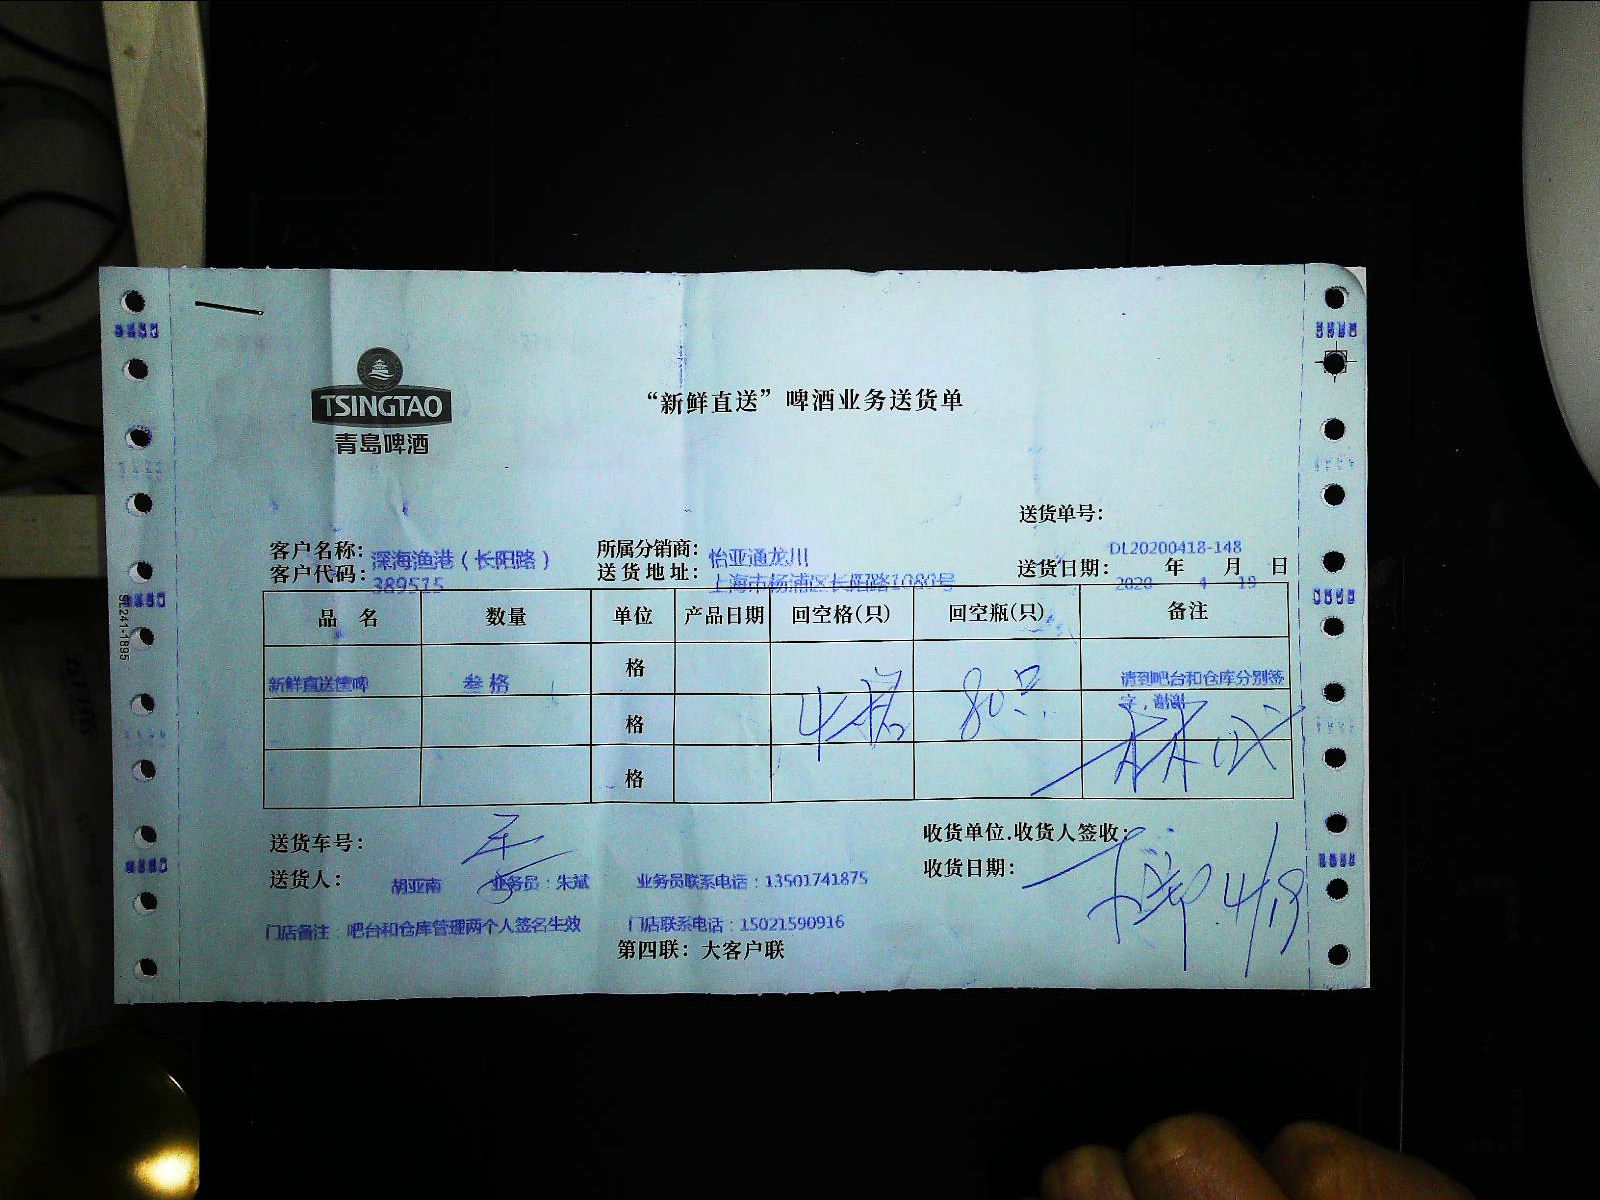 TSINGTAO
青岛啤酒
“新鲜直送”啤酒业务送货单
送货单号：
DL20200418-148
客户名称：深海渔港（长阳路） 所属分销商：怡亚通龙川
客户代码：389515 送货地址：上海市杨浦区长阳路1080号 送货日期：2020年4月19日
品 名 数量 单位 产品日期 回空格(只) 回空瓶(只) 备注
新鲜直送 叁格 格 请到吧台和仓库分别签
字，谢谢
格 4格 80只
格
送货车号： 收货单位.收货人签收：
送货人： 胡亚南 业务员：朱斌 业务员联系电话：13501741875 收货日期： 4/19
门店备注：吧台和仓库管理两个人签名生效 门店联系电话：15021590916
第四联：大客户联
SL241-1895